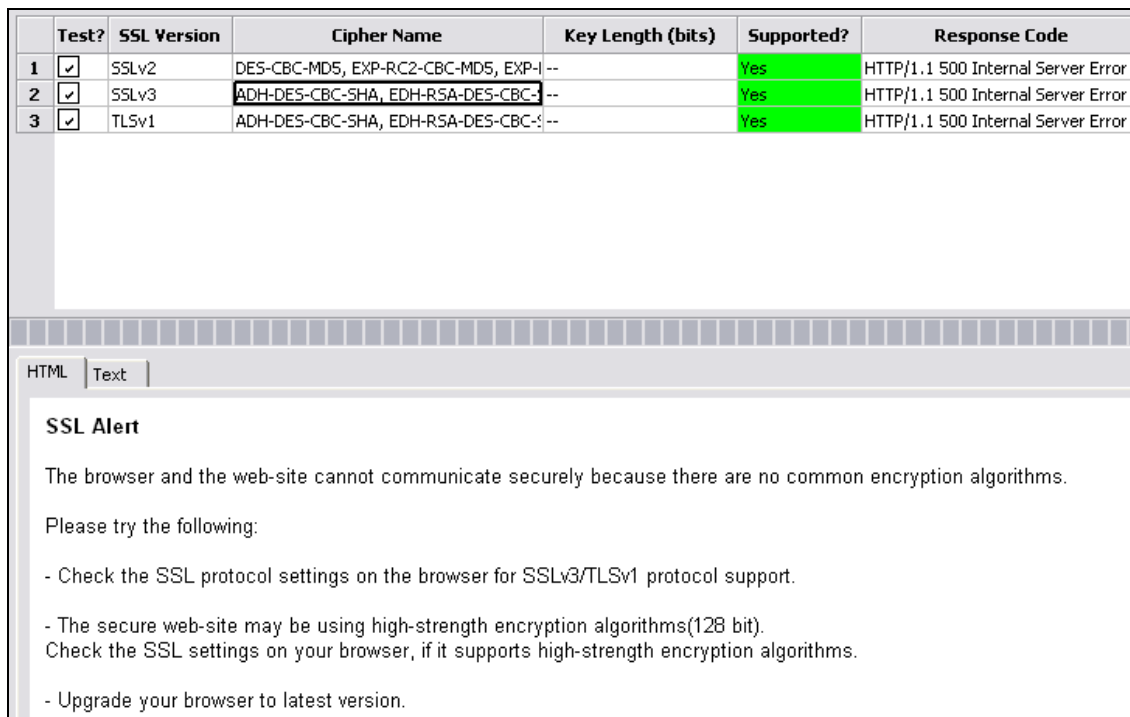 Test? SSL Version Cipher Name Key Length (bits) Supported? Response Code
1 SSLv2 DES-CBC-MD5, EXP-RC2-CBC-MD5, EXP- -- Yes HTTP/1.1 500 Internal Server Error
2 SSLv3 ADH-DES-CBC-SHA, EDH-RSA-DES-CBC- -- Yes HTTP/1.1 500 Internal Server Error
3 TLSv1 ADH-DES-CBC-SHA, EDH-RSA-DES-CBC- -- Yes HTTP/1.1 500 Internal Server Error
HTML Text
SSL Alert
The browser and the web-site cannot communicate securely because there are no common encryption algorithms.
Please try the following:
- Check the SSL protocol settings on the browser for SSLv3/TLSv1 protocol support.
- The secure web-site may be using high-strength encryption algorithms(128 bit).
Check the SSL settings on your browser, if it supports high-strength encryption algorithms.
- Upgrade your browser to latest version.